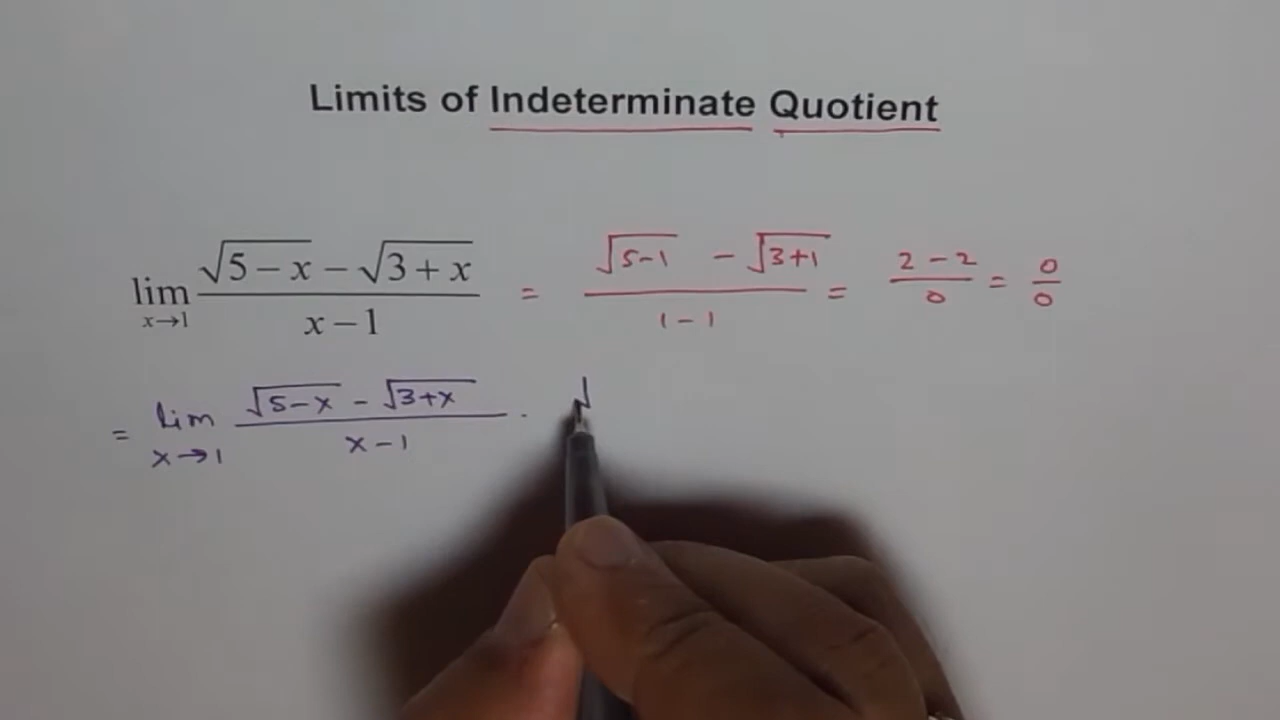 Limits of Indeterminate Quotient
lim x→1 (√(5−x) − √(3+x)) / (x−1) = (√(5-1) - √(3+1)) / (1-1) = (2-2)/0 = 0/0
= lim x→1 (√(5-x) - √(3+x)) / (x-1) · √